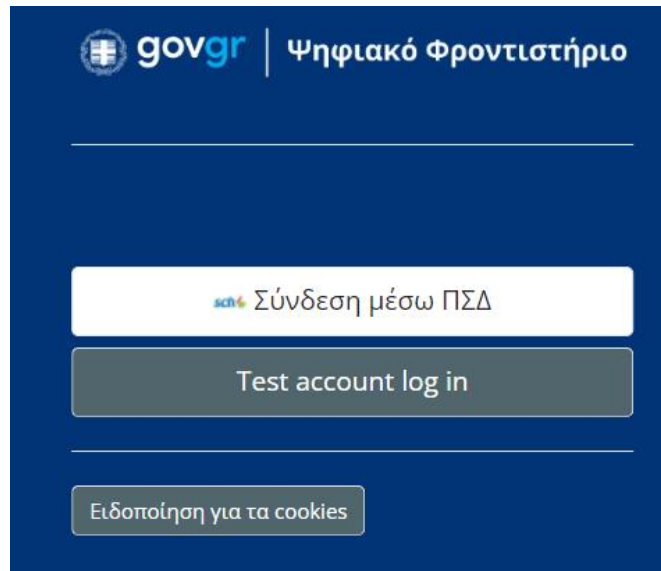 govgr | Ψηφιακό Φροντιστήριο
sch Σύνδεση μέσω ΠΣΔ
Test account log in
Ειδοποίηση για τα cookies